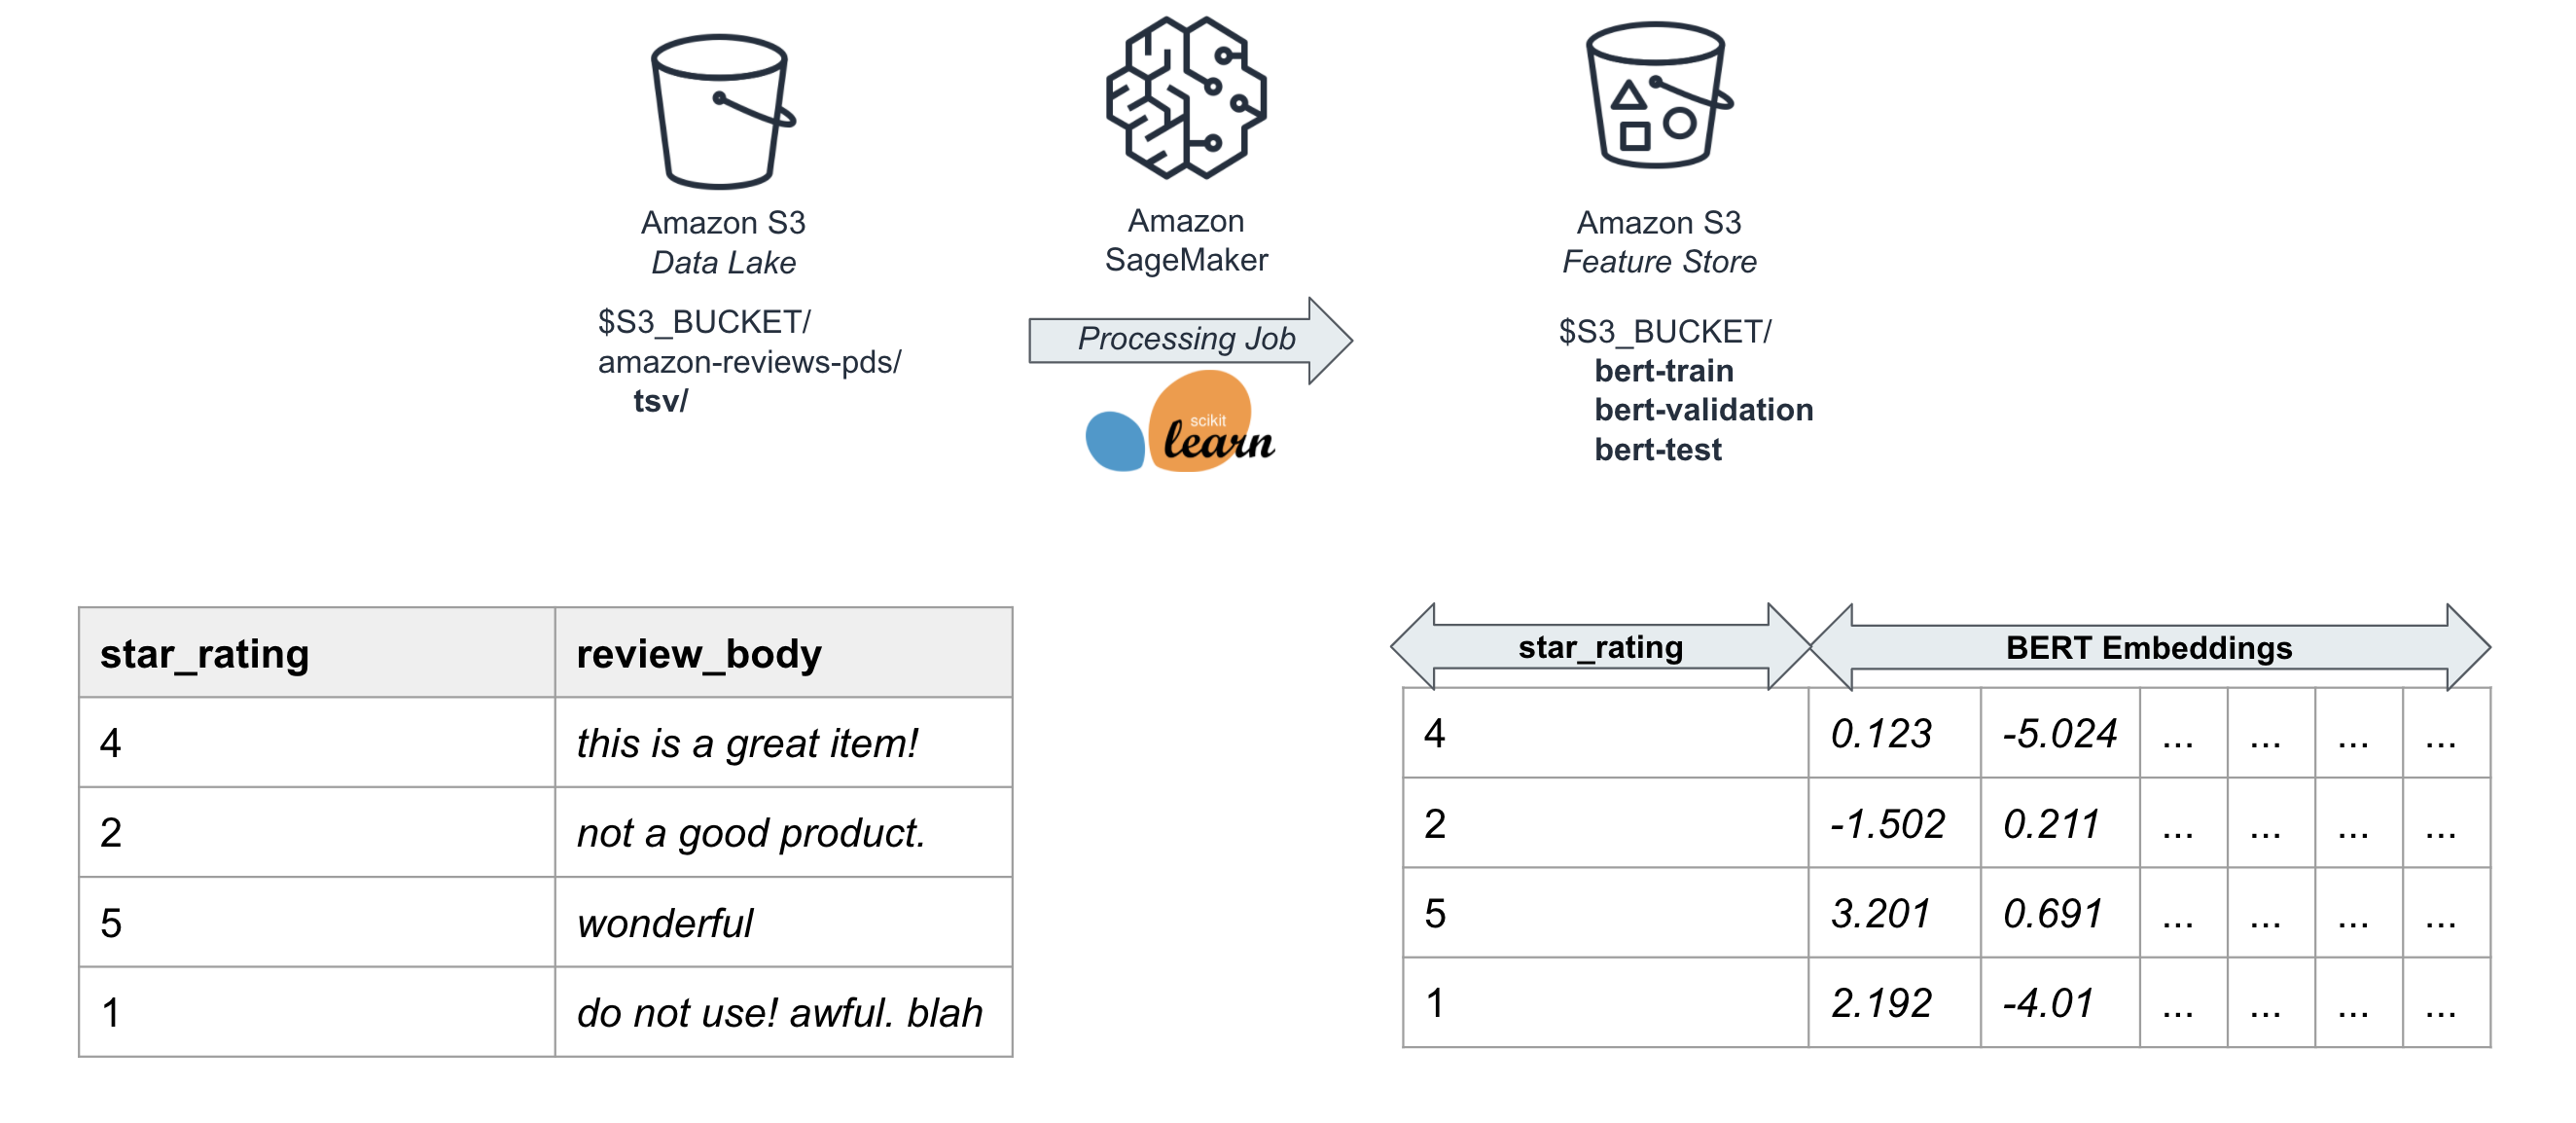 Amazon S3
Data Lake
$S3_BUCKET/
amazon-reviews-pds/
tsv/
Amazon
SageMaker
Processing Job
scikit
learn
Amazon S3
Feature Store
$S3_BUCKET/
bert-train
bert-validation
bert-test
star_rating review_body
4 this is a great item!
2 not a good product.
5 wonderful
1 do not use! awful. blah
star_rating BERT Embeddings
4 0.123 -5.024 ... ... ... ...
2 -1.502 0.211 ... ... ... ...
5 3.201 0.691 ... ... ... ...
1 2.192 -4.01 ... ... ... ...